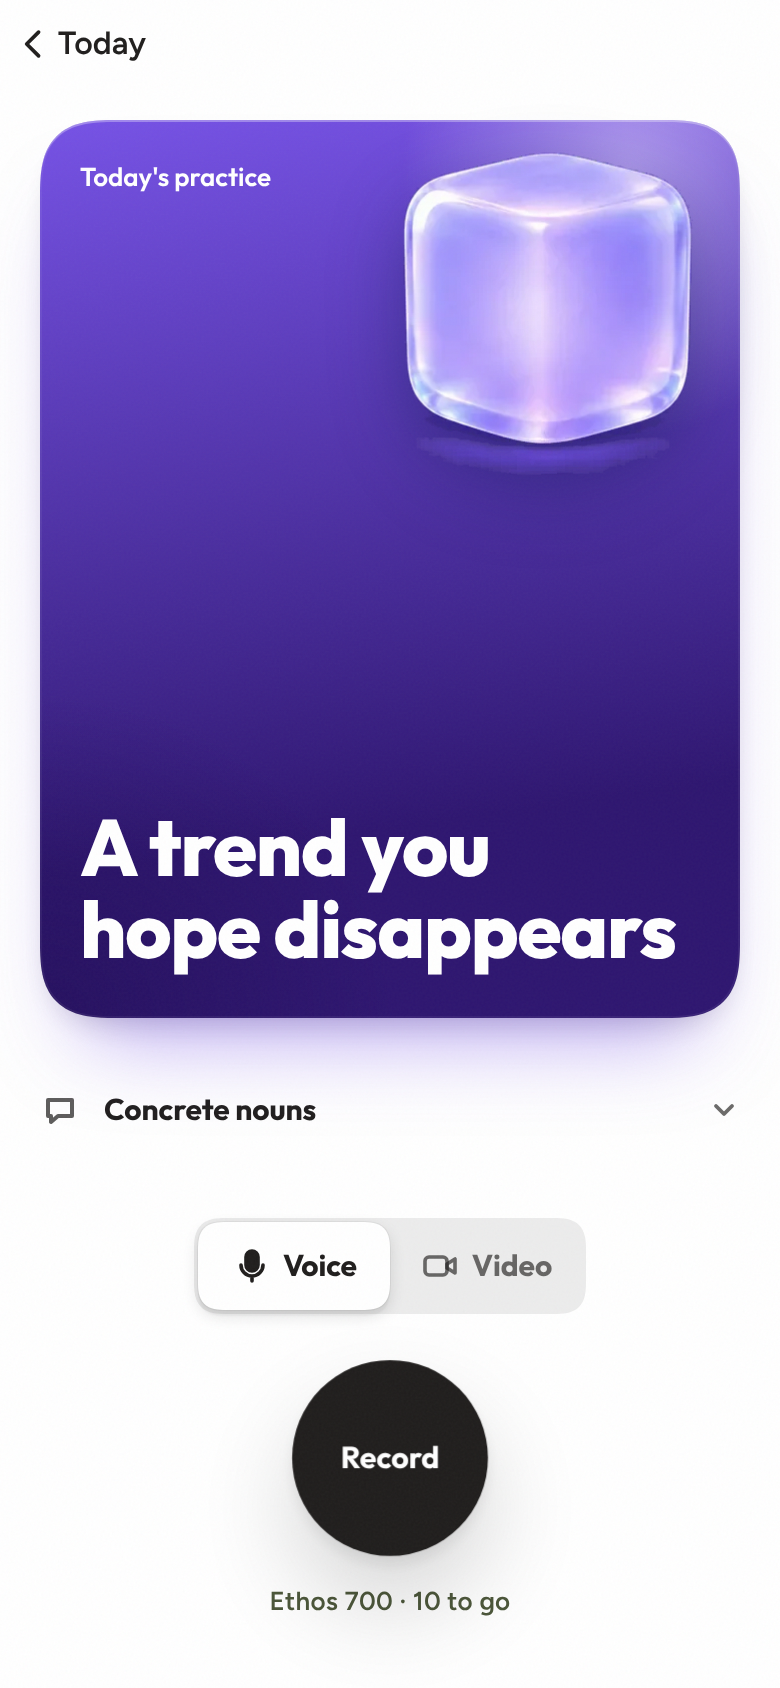 Today
Today's practice
A trend you
hope disappears
Concrete nouns
Voice
Video
Record
Ethos 700 · 10 to go